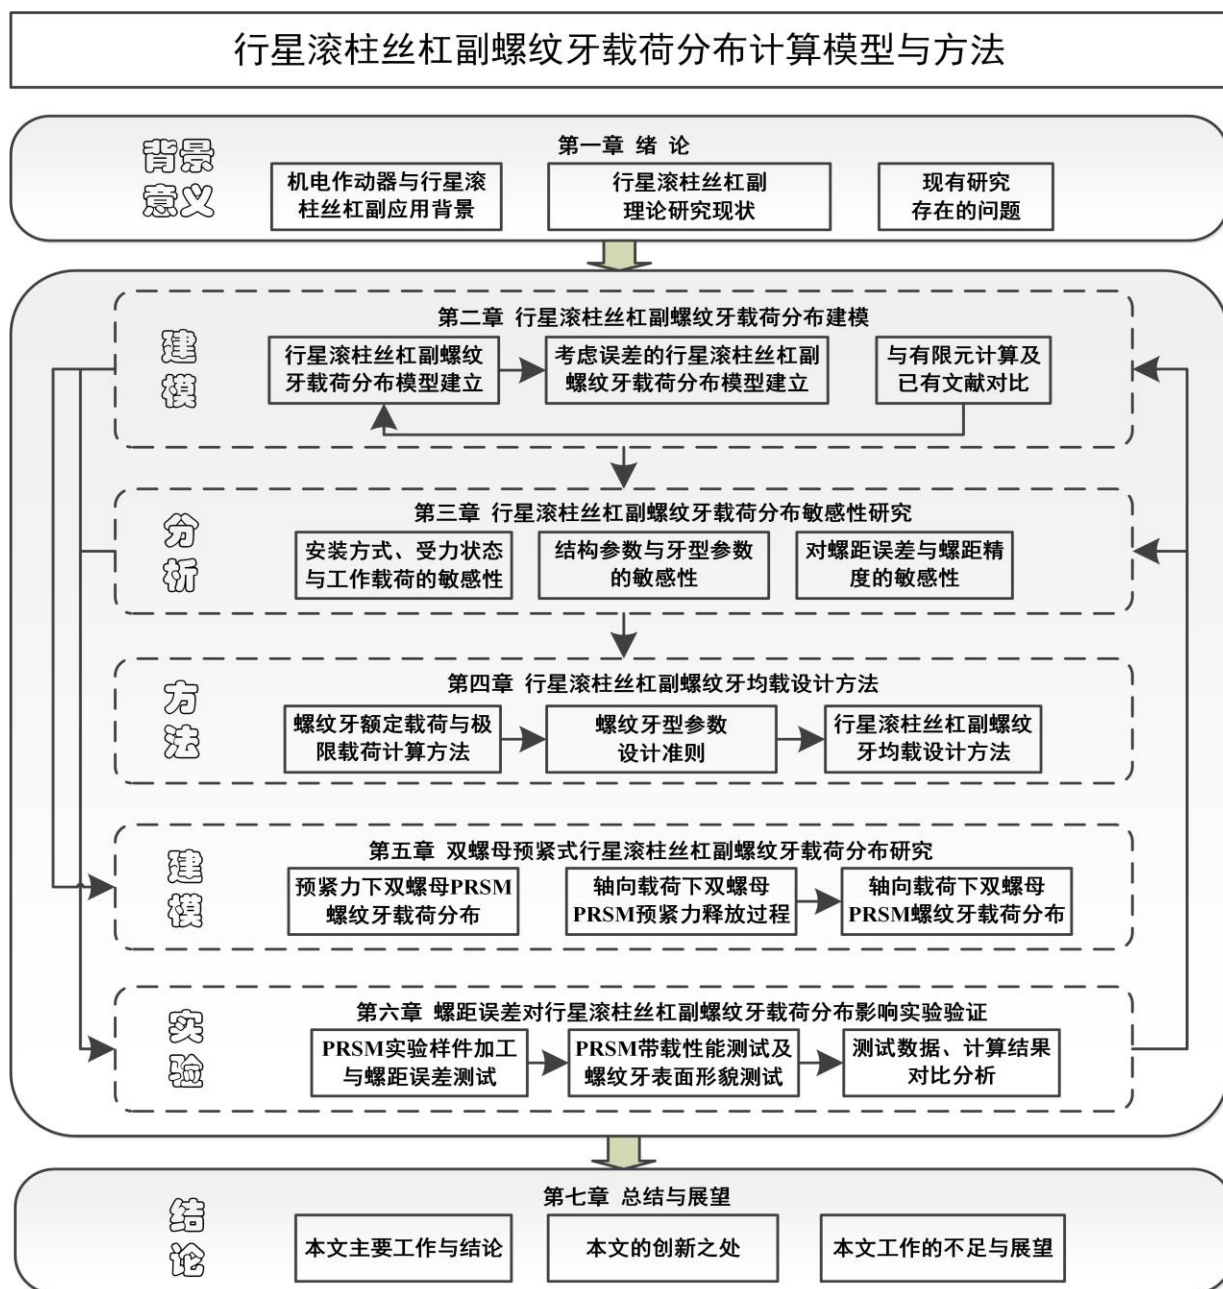 行星滚柱丝杠副螺纹牙载荷分布计算模型与方法
背景
意义
第一章 绪 论
机电作动器与行星滚
柱丝杠副应用背景
行星滚柱丝杠副
理论研究现状
现有研究
存在的问题
建
模
第二章 行星滚柱丝杠副螺纹牙载荷分布建模
行星滚柱丝杠副螺纹
牙载荷分布模型建立
考虑误差的行星滚柱丝杠副
螺纹牙载荷分布模型建立
与有限元计算及
已有文献对比
分
析
第三章 行星滚柱丝杠副螺纹牙载荷分布敏感性研究
安装方式、受力状态
与工作载荷的敏感性
结构参数与牙型参数
的敏感性
对螺距误差与螺距精
度的敏感性
方
法
第四章 行星滚柱丝杠副螺纹牙均载设计方法
螺纹牙额定载荷与极
限载荷计算方法
螺纹牙型参数
设计准则
行星滚柱丝杠副螺纹
牙均载设计方法
建
模
第五章 双螺母预紧式行星滚柱丝杠副螺纹牙载荷分布研究
预紧力下双螺母PRSM
螺纹牙载荷分布
轴向载荷下双螺母
PRSM预紧力释放过程
轴向载荷下双螺母
PRSM螺纹牙载荷分布
实
验
第六章 螺距误差对行星滚柱丝杠副螺纹牙载荷分布影响实验验证
PRSM实验样件加工
与螺距误差测试
PRSM带载性能测试及
螺纹牙表面形貌测试
测试数据、计算结果
对比分析
结
论
第七章 总结与展望
本文主要工作与结论
本文的创新之处
本文工作的不足与展望